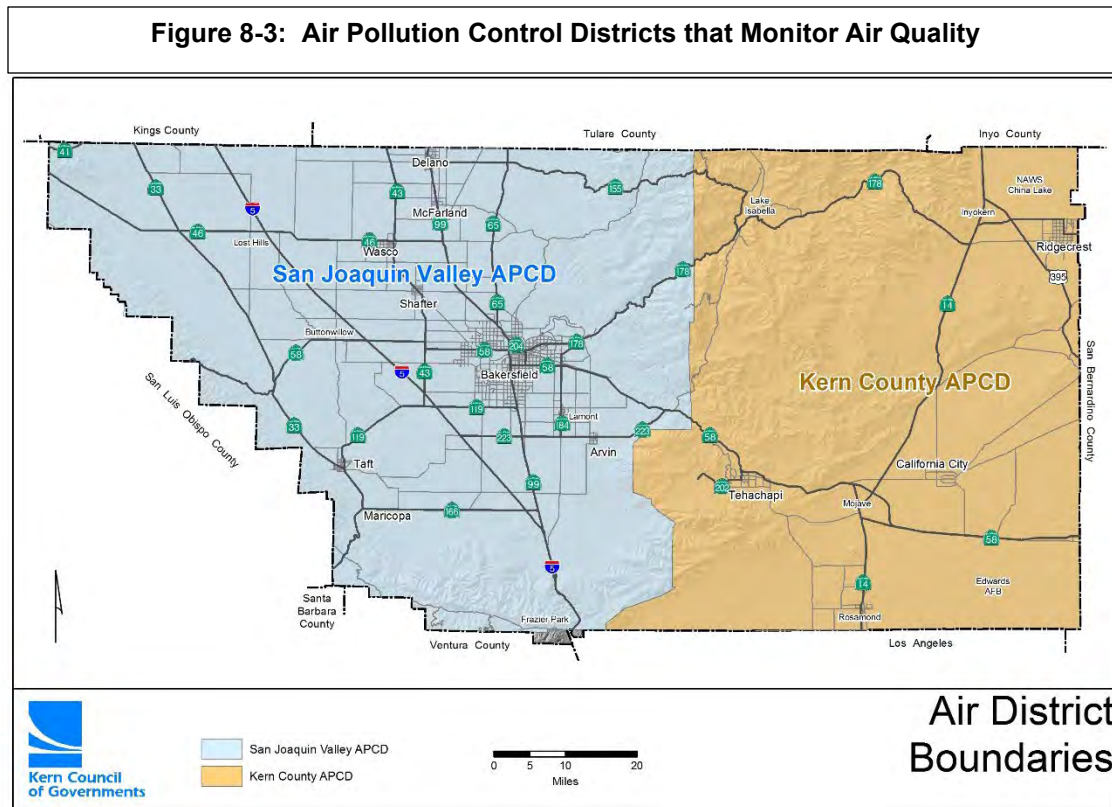 Figure 8-3: Air Pollution Control Districts that Monitor Air Quality
Kings County
Tulare County
Inyo County
41
33
5
Delano
43
McFarland
99
65
155
178
NAWS
China Lake
Lake
Isabella
Inyokern
Ridgecrest
46
Lost Hills
46
Wasco
395
San Joaquin Valley APCD
178
Shafter
65
14
Buttonwillow
58
58
204
178
5
43
Bakersfield
58
Kern County APCD
San Bernardino County
San Luis Obispo County
119
Lamont
184
33
119
223
Arvin
223
58
Taft
California City
99
202
Tehachapi
Mojave
Maricopa
166
58
5
14
Edwards
AFB
Santa
Barbara
County
Frazier Park
Rosamond
Ventura County
Los Angeles
Kern Council
of Governments
San Joaquin Valley APCD
Kern County APCD
0 5 10 20
Miles
Air District
Boundaries